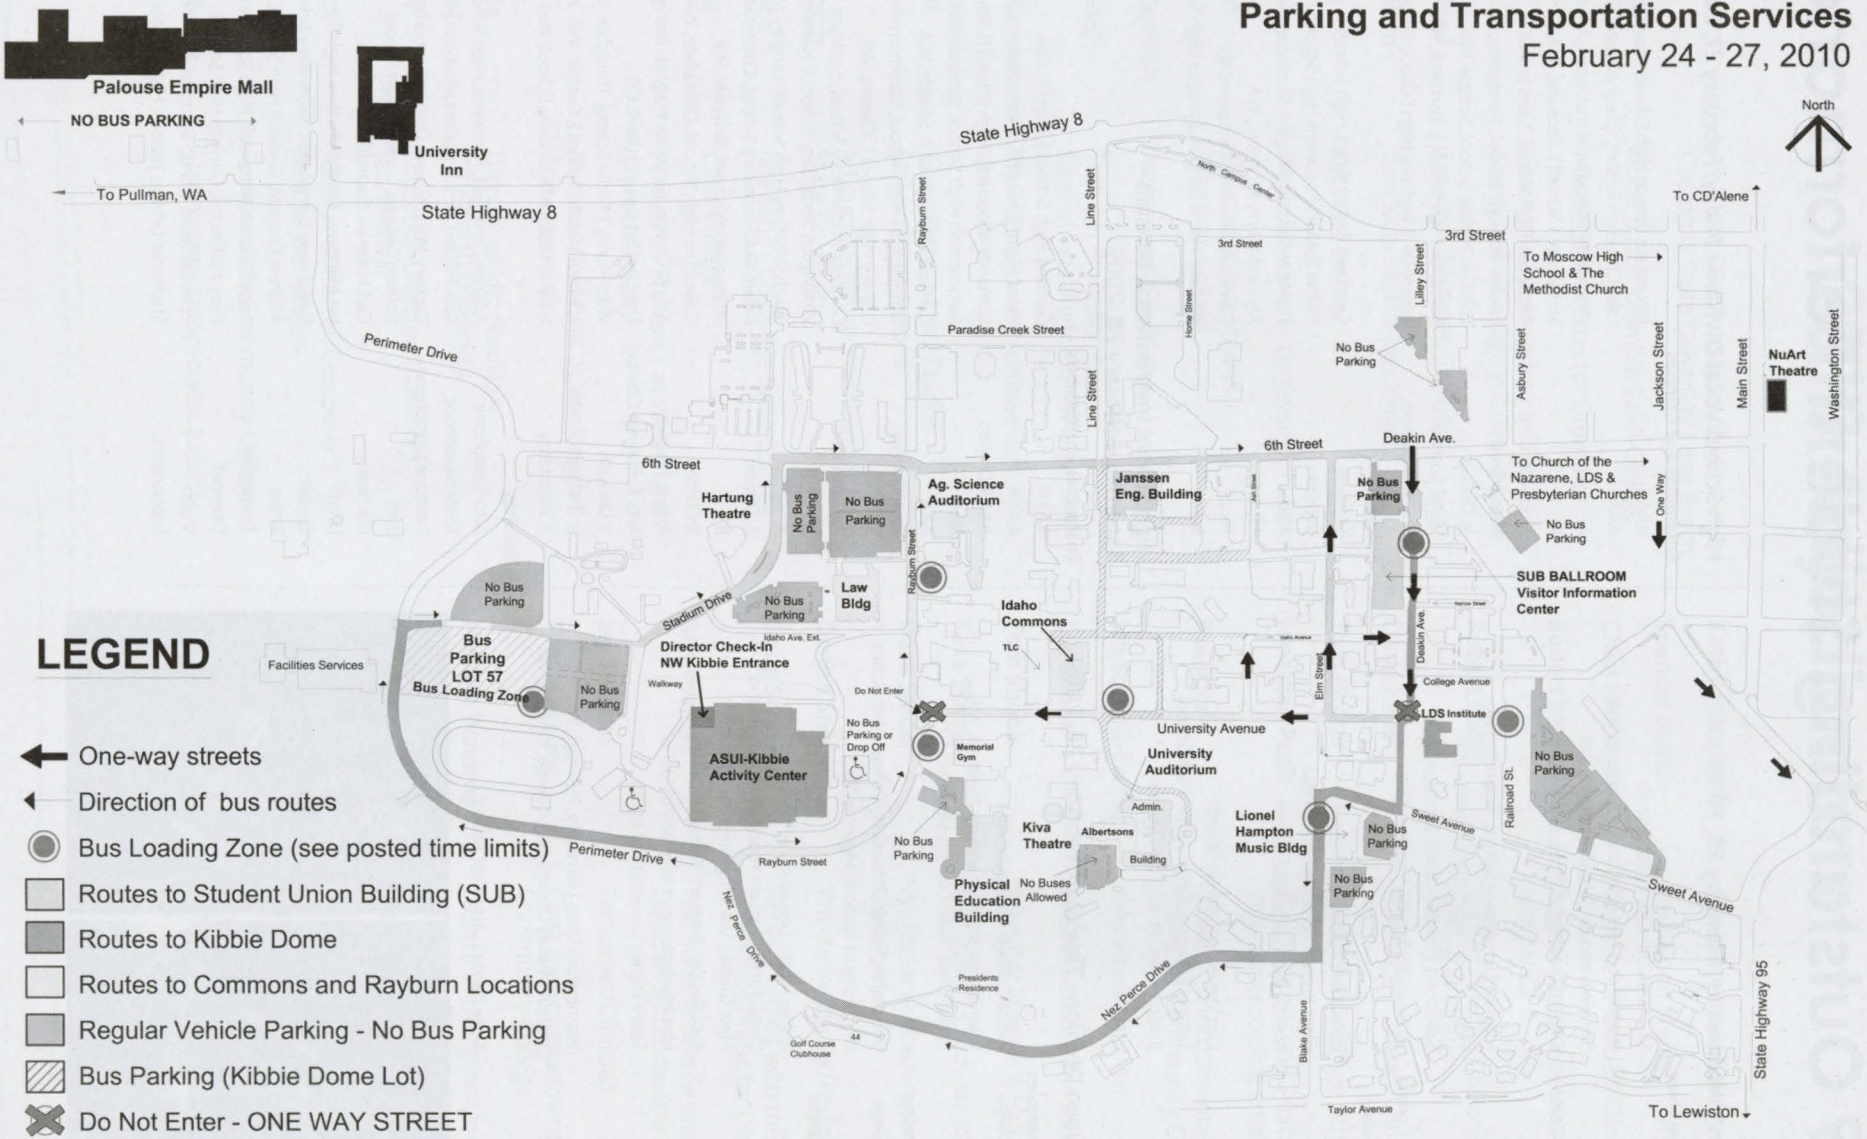 Parking and Transportation Services
February 24 - 27, 2010
Palouse Empire Mall
NO BUS PARKING
University
Inn
North
To Pullman, WA
State Highway 8
State Highway 8
Rayburn Street
Line Street
North Campus Center
3rd Street
3rd Street
To CD'Alene
Lilley Street
To Moscow High
School & The
Methodist Church
Home Street
Paradise Creek Street
Perimeter Drive
No Bus
Parking
Asbury Street
Jackson Street
Main Street
NuArt
Theatre
Washington Street
Line Street
6th Street
6th Street
Deakin Ave.
To Church of the
Nazarene, LDS &
Presbyterian Churches
One Way
Hartung
Theatre
No Bus
Parking
No Bus
Parking
Ag. Science
Auditorium
Janssen
Eng. Building
Ash Street
No Bus
Parking
No Bus
Parking
Rayburn Street
SUB BALLROOM
Visitor Information
Center
Narrow Street
No Bus
Parking
Stadium Drive
No Bus
Parking
Law
Bldg
Idaho
Commons
TLC
Idaho Avenue
Deakin Ave.
Elm Street
College Avenue
Idaho Ave. Ext.
Director Check-In
NW Kibbie Entrance
Walkway
Do Not Enter
LEGEND
Facilities Services
Bus
Parking
LOT 57
Bus Loading Zone
No Bus
Parking
University Avenue
LDS Institute
No Bus
Parking or
Drop Off
Memorial
Gym
ASUI-Kibbie
Activity Center
University
Auditorium
No Bus
Parking
Railroad St.
One-way streets
Direction of bus routes
Bus Loading Zone (see posted time limits)
Routes to Student Union Building (SUB)
Routes to Kibbie Dome
Routes to Commons and Rayburn Locations
Regular Vehicle Parking - No Bus Parking
Bus Parking (Kibbie Dome Lot)
Do Not Enter - ONE WAY STREET
Perimeter Drive
Rayburn Street
No Bus
Parking
Kiva
Theatre
Albertsons
Admin.
Building
Lionel
Hampton
Music Bldg
No Bus
Parking
Sweet Avenue
No Bus
Parking
Physical
Education
Building
No Buses
Allowed
Sweet Avenue
Nez Perce Drive
Presidents
Residence
Nez Perce Drive
Golf Course
Clubhouse
44
Blake Avenue
State Highway 95
Taylor Avenue
To Lewiston